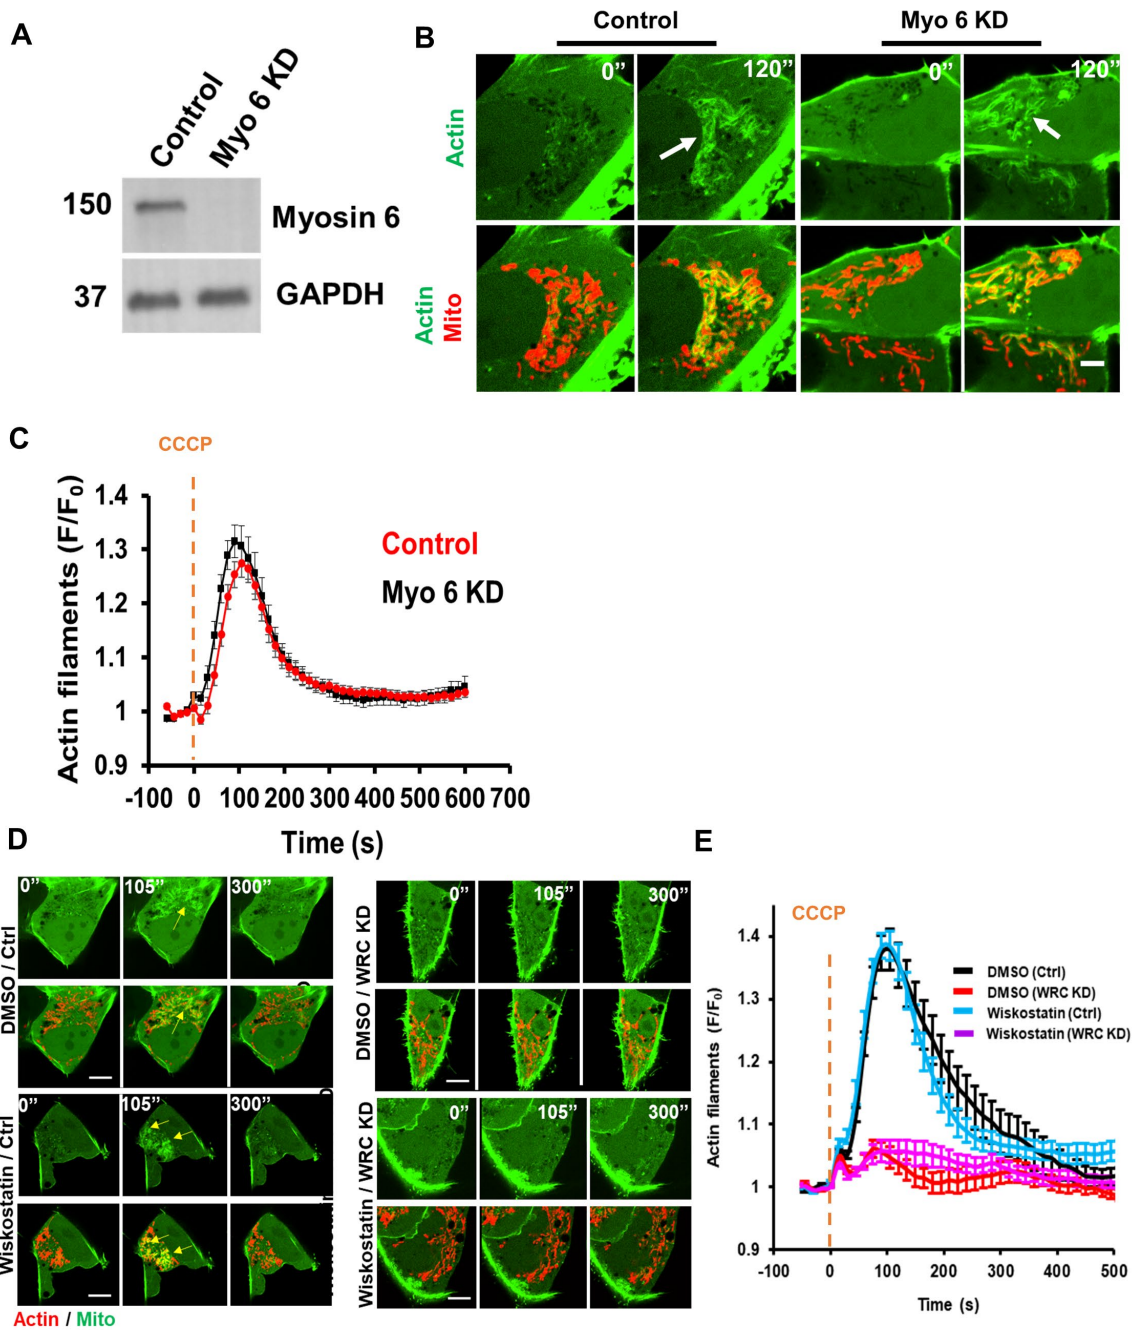 A
Control
Myo 6 KD
150
Myosin 6
37
GAPDH
B
Control
Myo 6 KD
0”
120”
0”
120”
Actin
Actin
Mito
C
CCCP
Actin filaments (F/F0)
1.4
1.3
1.2
1.1
1
0.9
Control
Myo 6 KD
-100 0 100 200 300 400 500 600 700
Time (s)
D
DMSO / Ctrl
0”
105”
300”
Wiskostatin / Ctrl
0”
105”
300”
DMSO / WRC KD
0”
105”
300”
Wiskostatin / WRC KD
0”
105”
300”
Actin / Mito
E
CCCP
Actin filaments (F/F0)
1.4
1.3
1.2
1.1
1
0.9
DMSO (Ctrl)
DMSO (WRC KD)
Wiskostatin (Ctrl)
Wiskostatin (WRC KD)
-100 0 100 200 300 400 500
Time (s)